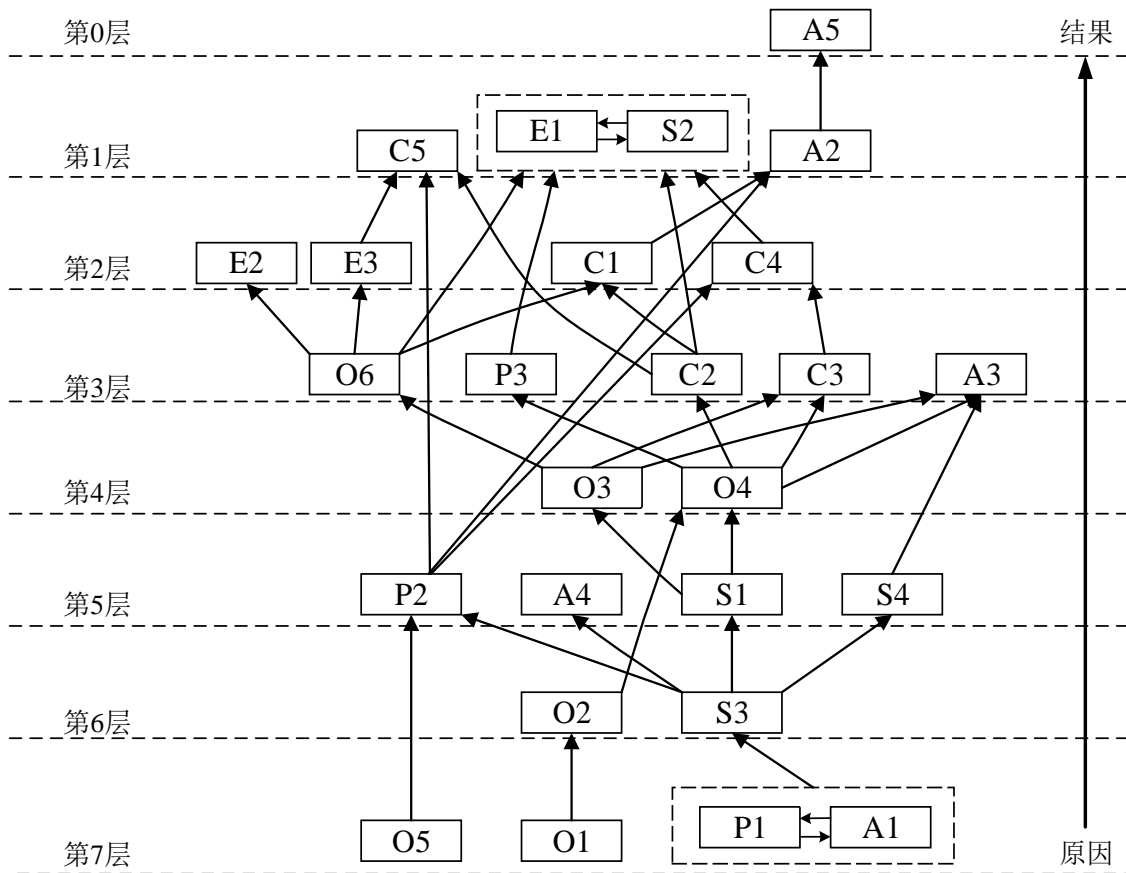 第0层 A5 结果
E1 S2
第1层 C5 A2
第2层 E2 E3 C1 C4
第3层 O6 P3 C2 C3 A3
第4层 O3 O4
第5层 P2 A4 S1 S4
第6层 O2 S3
P1 A1
第7层 O5 O1 原因